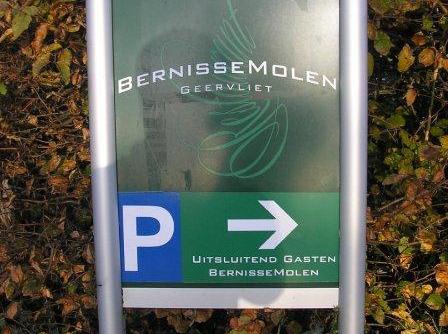 BERNISSEMOLEN
GEERVLIET
P
UITSLUITEND GASTEN
BERNISSEMOLEN